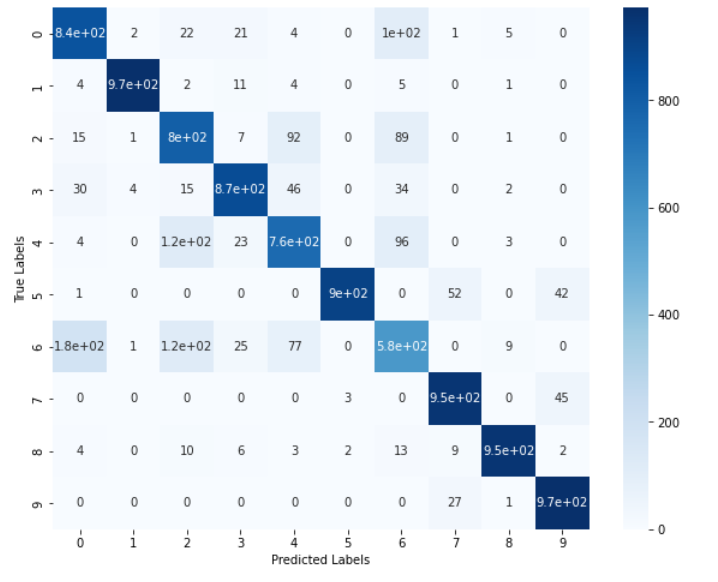 0 8.4e+02 2 22 21 4 0 1e+02 1 5 0
1 4 9.7e+02 2 11 4 0 5 0 1 0
2 15 1 8e+02 7 92 0 89 0 1 0
3 30 4 15 8.7e+02 46 0 34 0 2 0
4 4 0 1.2e+02 23 7.6e+02 0 96 0 3 0
5 1 0 0 0 0 9e+02 0 52 0 42
6 1.8e+02 1 1.2e+02 25 77 0 5.8e+02 0 9 0
7 0 0 0 0 0 3 0 9.5e+02 0 45
8 4 0 10 6 3 2 13 9 9.5e+02 2
9 0 0 0 0 0 0 0 27 1 9.7e+02
0 1 2 3 4 5 6 7 8 9
Predicted Labels
True Labels
800
600
400
200
0